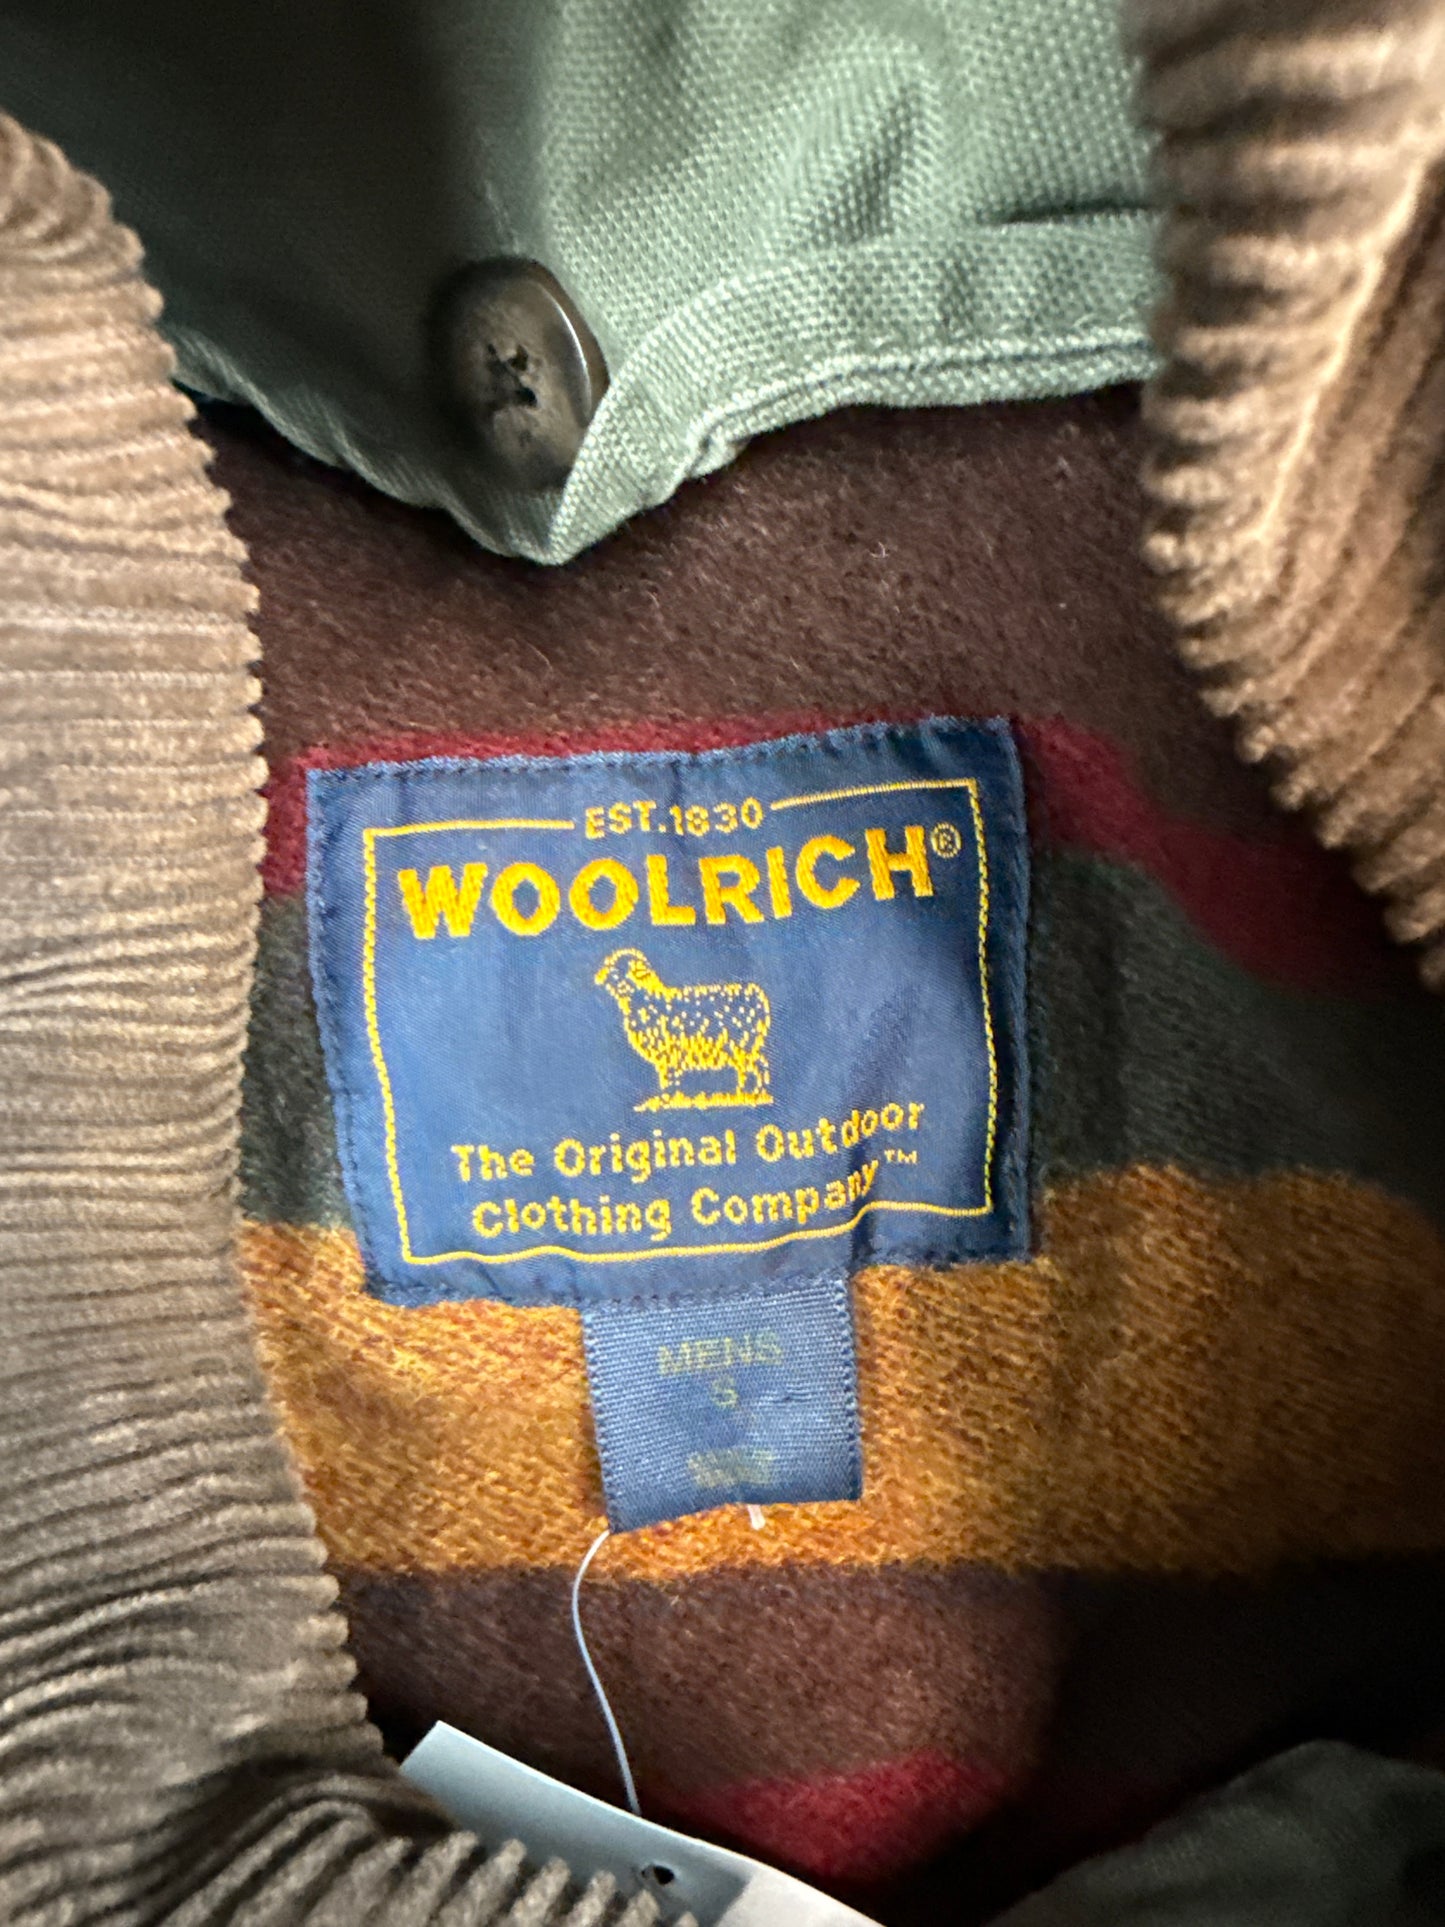 EST.1830
WOOLRICH®
The Original Outdoor
Clothing Company™
MENS
S